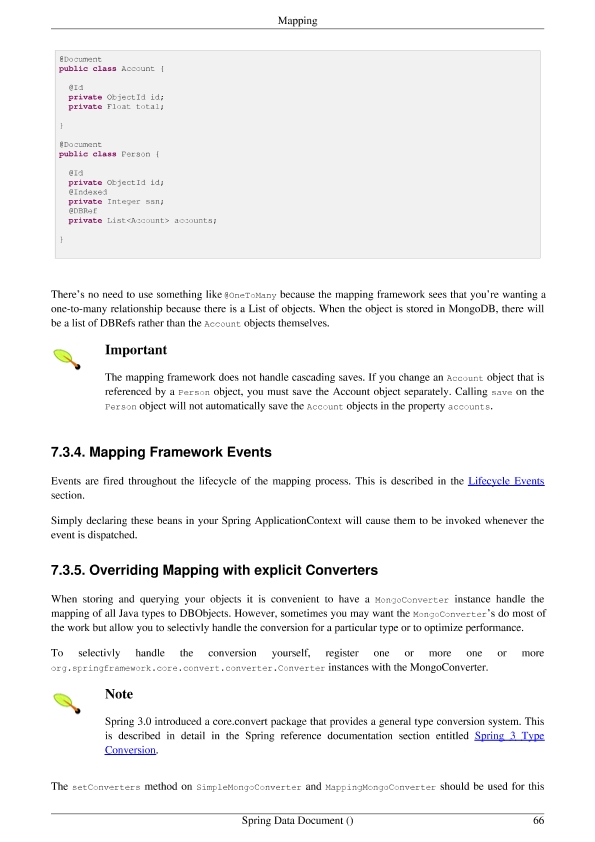 Mapping
@Document
public class Account {
@Id
private ObjectId id;
private Float total;
}
@Document
public class Person {
@Id
private ObjectId id;
@Indexed
private Integer ssn;
@DBRef
private List<Account> accounts;
}
There's no need to use something like @OneToMany because the mapping framework sees that you're wanting a
one-to-many relationship because there is a List of objects. When the object is stored in MongoDB, there will
be a list of DBRefs rather than the Account objects themselves.
Important
The mapping framework does not handle cascading saves. If you change an Account object that is
referenced by a Person object, you must save the Account object separately. Calling save on the
Person object will not automatically save the Account objects in the property accounts.
7.3.4. Mapping Framework Events
Events are fired throughout the lifecycle of the mapping process. This is described in the Lifecycle Events
section.
Simply declaring these beans in your Spring ApplicationContext will cause them to be invoked whenever the
event is dispatched.
7.3.5. Overriding Mapping with explicit Converters
When storing and querying your objects it is convenient to have a MongoConverter instance handle the
mapping of all Java types to DBObjects. However, sometimes you may want the MongoConverter's do most of
the work but allow you to selectivly handle the conversion for a particular type or to optimize performance.
To selectivly handle the conversion yourself, register one or more one or more
org.springframework.core.convert.converter.Converter instances with the MongoConverter.
Note
Spring 3.0 introduced a core.convert package that provides a general type conversion system. This
is described in detail in the Spring reference documentation section entitled Spring 3 Type
Conversion.
The setConverters method on SimpleMongoConverter and MappingMongoConverter should be used for this
Spring Data Document () 66